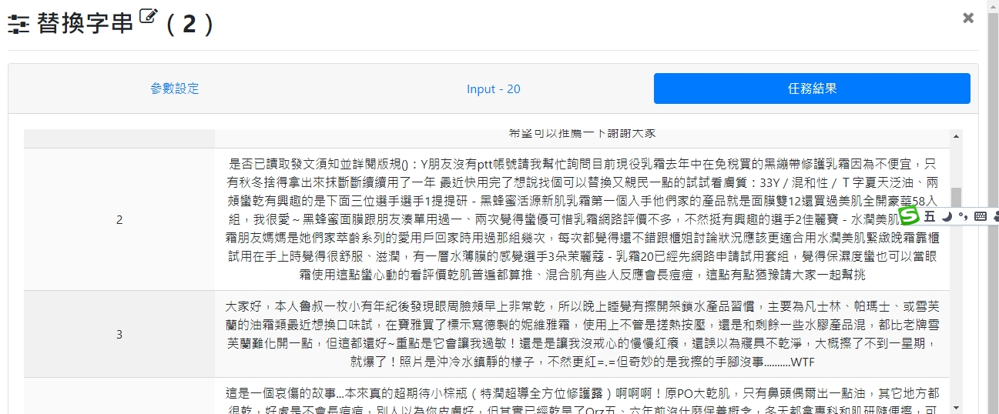 替換字串 ( 2 )
參數設定
Input - 20
任務結果
希望可以推薦一下謝謝大家
2
是否已讀取發文須知並詳閱版規()：Y朋友沒有ptt帳號請我幫忙詢問目前現役乳霜去年中在免稅買的黑繃帶修護乳霜因為不便宜，只
有秋冬捨得拿出來抹斷斷續續用了一年 最近快用完了想說找個可以替換又親民一點的試試看膚質：33Y / 混和性 / Ｔ字夏天泛油、兩
頰蠻乾有興趣的是下面三位選手選手1提提研 - 黑蜂蜜活源新肌乳霜第一個入手他們家的產品就是面膜雙12還買過美肌全開豪華58入
組，我很愛 ~ 黑蜂蜜面膜跟朋友湊單用過一、兩次覺得蠻優可惜乳霜網路評價不多，不然挺有興趣的選手2佳麗寶 - 水潤美肌
霜朋友媽媽是她們家萃齡系列的愛用戶回家時用過那組幾次，每次都覺得還不錯跟櫃姐討論狀況應該更適合用水潤美肌緊緻晚霜靠櫃
試用在手上時覺得很舒服、滋潤，有一層水薄膜的感覺選手3朵茉麗蔻 - 乳霜20已經先網路申請試用套組，覺得保濕度蠻也可以當眼
霜使用這點蠻心動的看評價乾肌普遍都算推、混合肌有些人反應會長痘痘，這點有點猶豫請大家一起幫挑
3
大家好，本人魯叔一枚小有年紀後發現眼周臉頰早上非常乾，所以晚上睡覺有擦開架鎖水產品習慣，主要為凡士林、帕瑪士、或雪芙
蘭的油霜類最近想換口味試，在寶雅買了標示寫德製的妮維雅霜，使用上不管是搓熱按壓，還是和剩餘一些水膠產品混，都比老牌雪
芙蘭難化開一點，但這都還好~重點是它會讓我過敏！還是是讓我沒戒心的慢慢紅癢，還誤以為寢具不乾淨，大概擦了不到一星期，
就爆了！照片是沖冷水鎮靜的樣子，不然更紅=.=但奇妙的是我擦的手腳沒事..........WTF
這是一個哀傷的故事...本來真的超期待小棕瓶（特潤超導全方位修護露）啊啊啊！原PO大乾肌，只有鼻頭偶爾出一點油，其它地方都
很乾，好處是不會長痘痘，別人以為你皮膚好，但其實已經乾旱了Orz五、六年前沒什麼保養概念，冬天都拿專科和肌研隨便擦，可
五